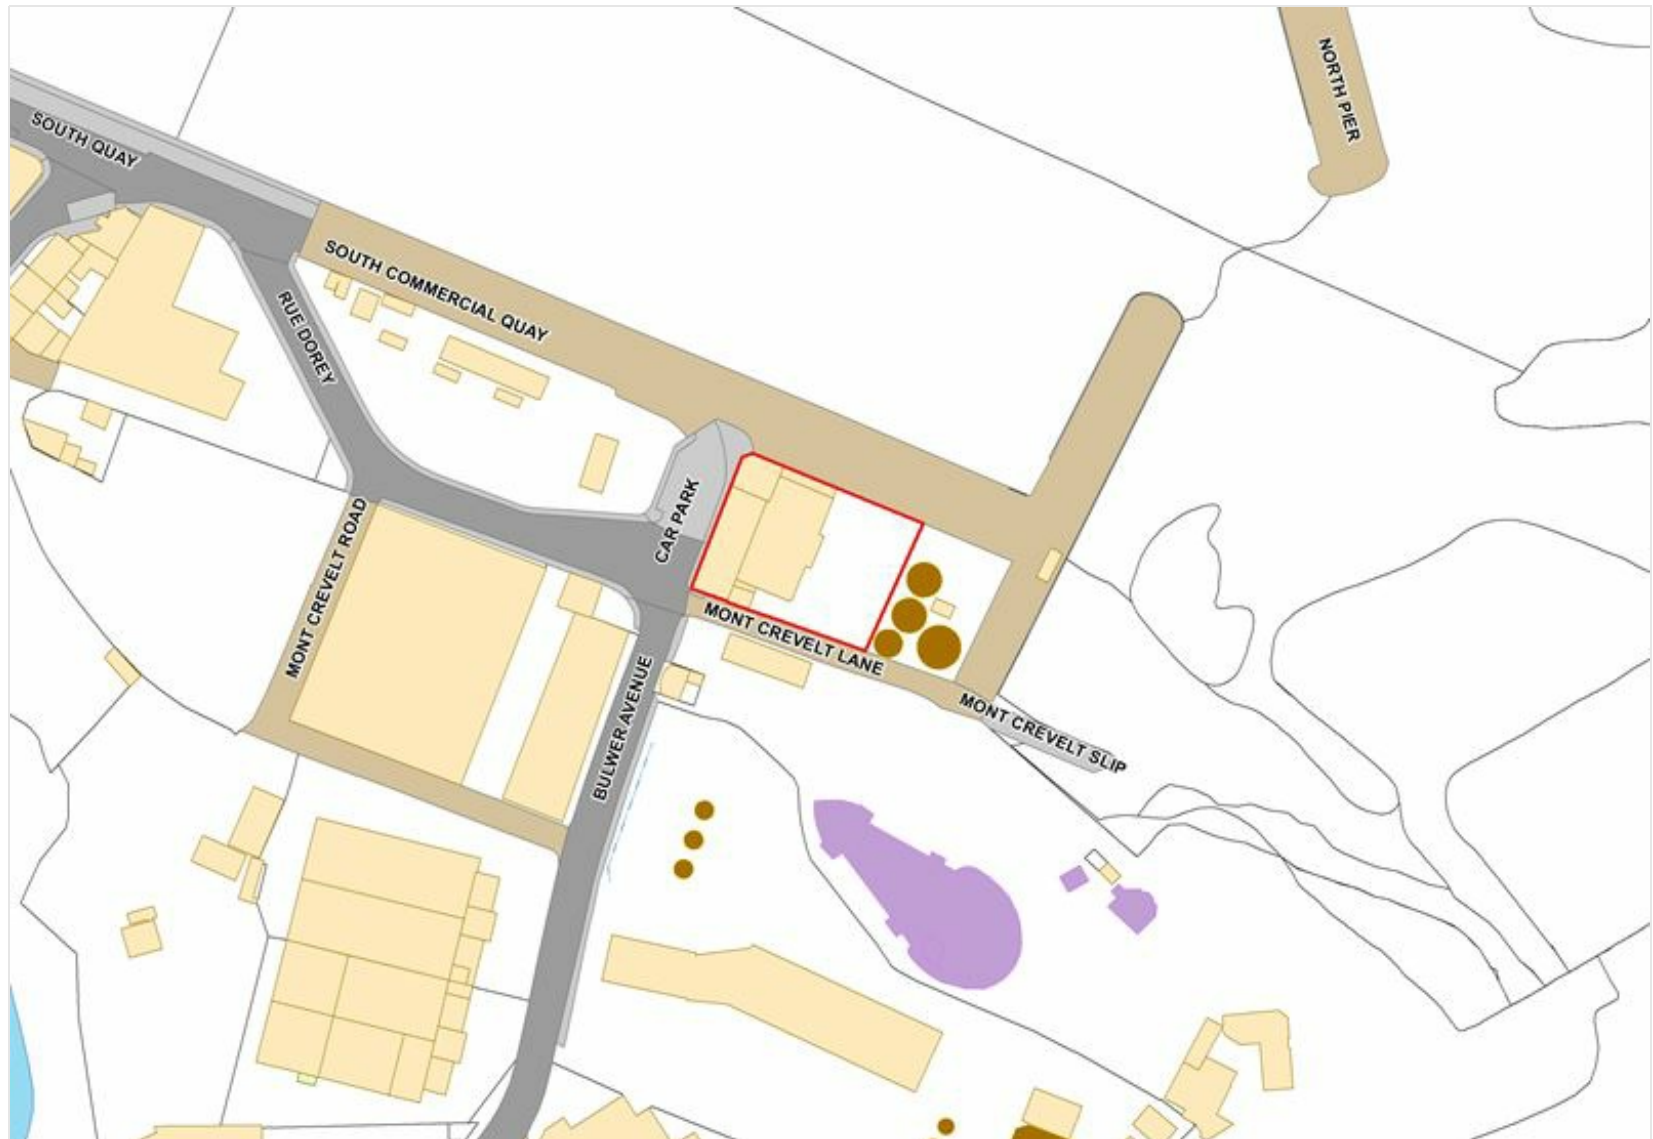 NORTH PIER
SOUTH QUAY
SOUTH COMMERCIAL QUAY
RUE DOREY
CAR PARK
MONT CREVELT ROAD
MONT CREVELT LANE
BULWER AVENUE
MONT CREVELT SLIP